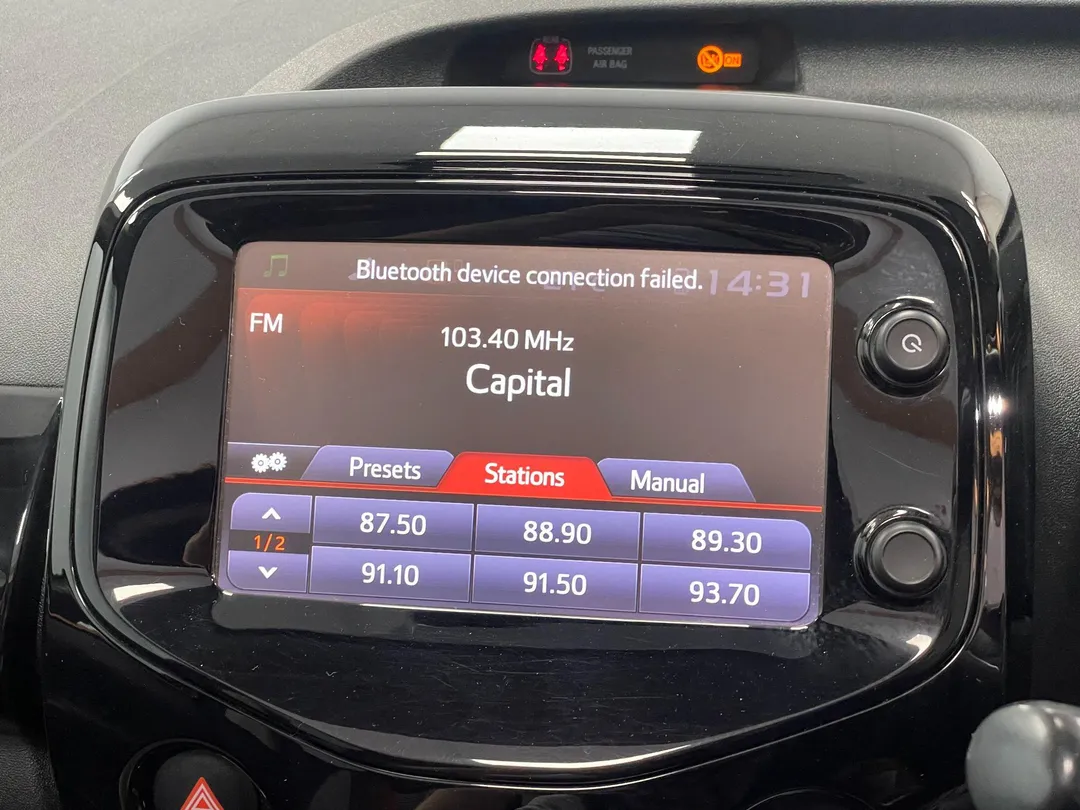 REAR
PASSENGER
AIR BAG
ON
Bluetooth device connection failed.
14:31
FM
103.40 MHz
Capital
Presets
Stations
Manual
1/2
87.50
88.90
89.30
91.10
91.50
93.70